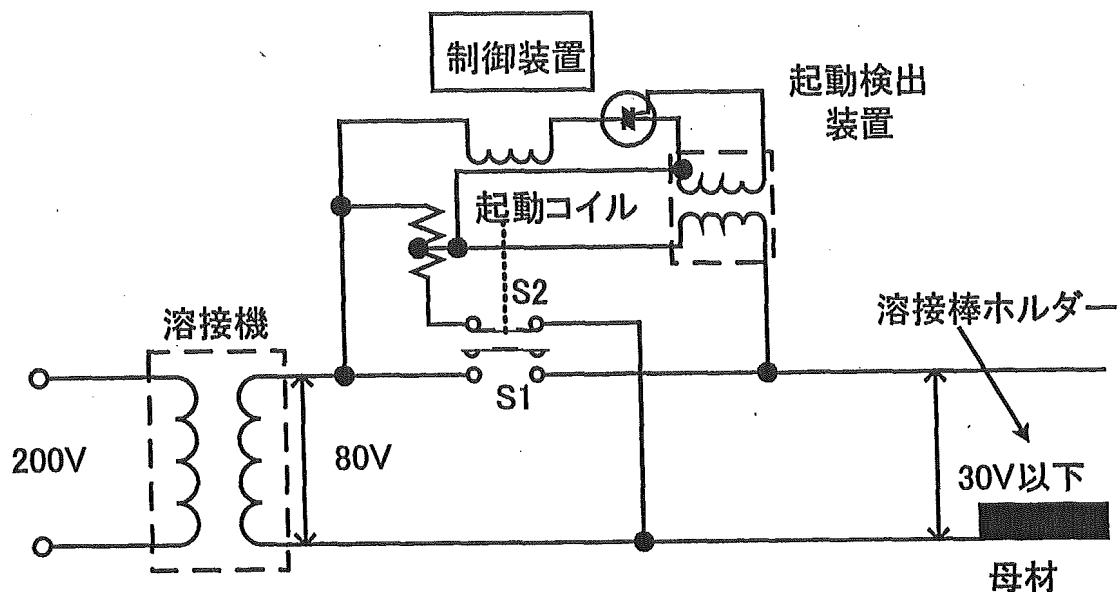 制御装置
起動検出
装置
起動コイル
S2
溶接機
溶接棒ホルダー
S1
200V
80V
30V以下
母材